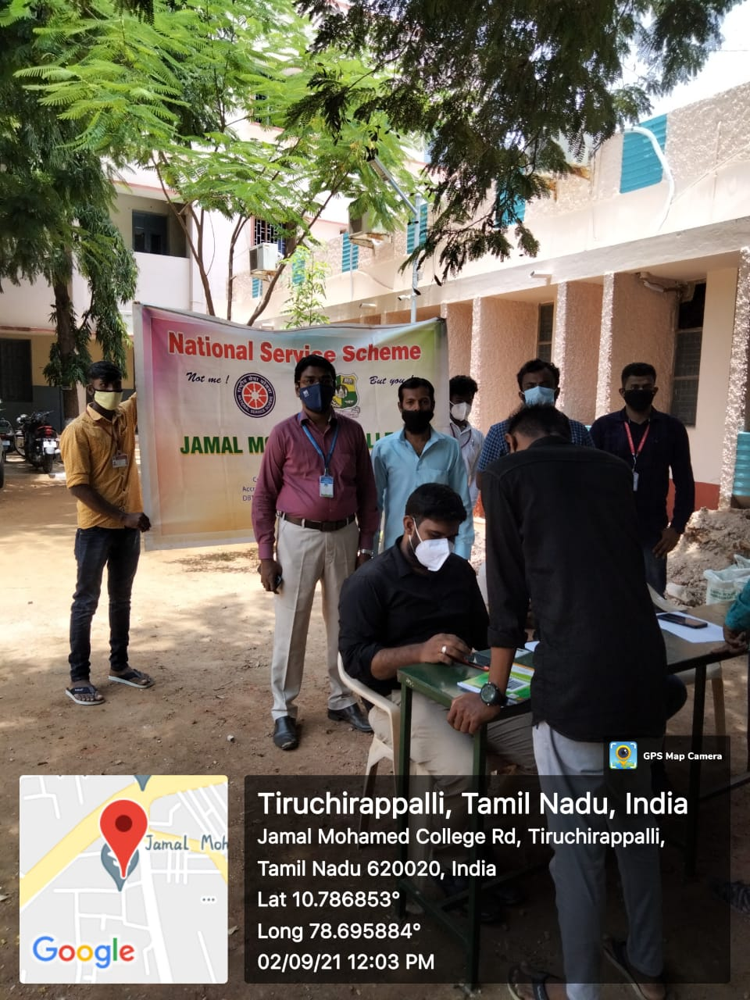 National Service Scheme
Not me !
But you !
JAMAL
GPS Map Camera
Tiruchirappalli, Tamil Nadu, India
Jamal Mohamed College Rd, Tiruchirappalli,
Tamil Nadu 620020, India
Lat 10.786853°
Long 78.695884°
02/09/21 12:03 PM
Jamal Moh
Google